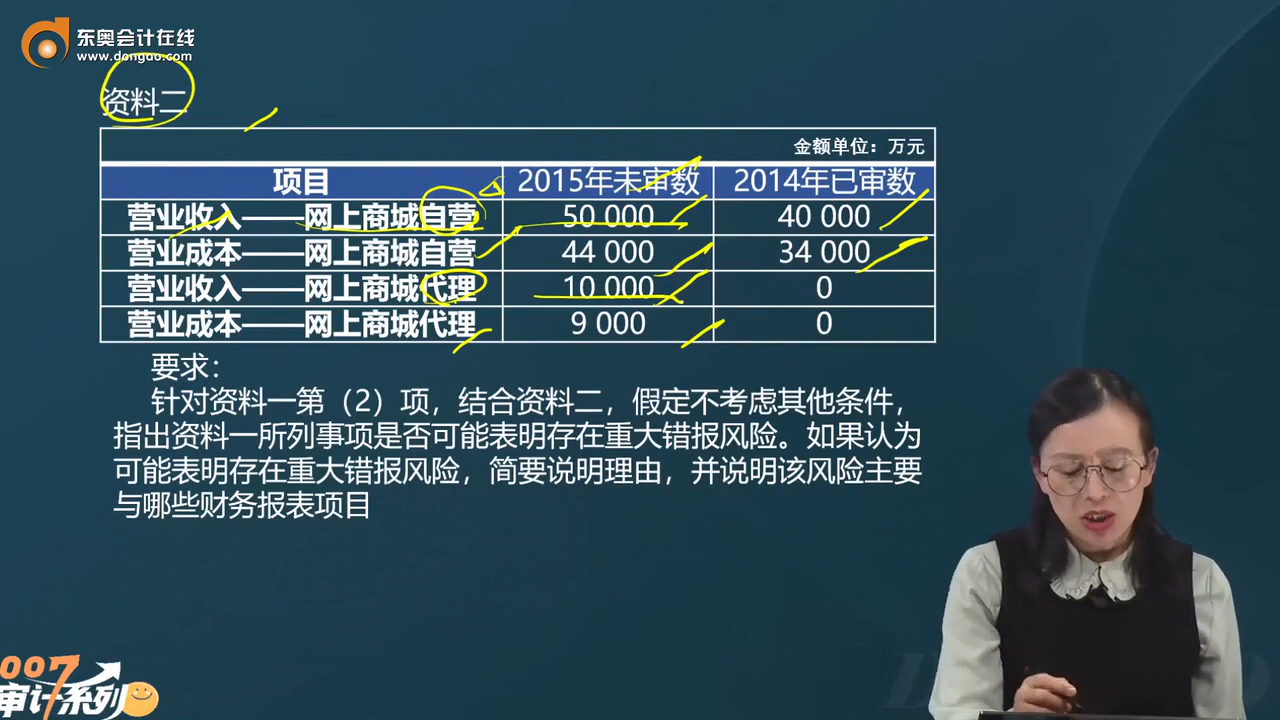 东奥会计在线
www.dongao.com
资料二
金额单位：万元
项目 2015年未审数 2014年已审数
营业收入——网上商城自营 50 000 40 000
营业成本——网上商城自营 44 000 34 000
营业收入——网上商城代理 10 000 0
营业成本——网上商城代理 9 000 0
要求：
针对资料一第（2）项，结合资料二，假定不考虑其他条件，
指出资料一所列事项是否可能表明存在重大错报风险。如果认为
可能表明存在重大错报风险，简要说明理由，并说明该风险主要
与哪些财务报表项目
007
审计系列